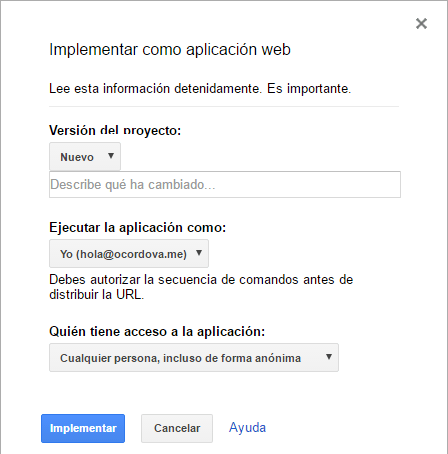 Implementar como aplicación web
Lee esta información detenidamente. Es importante.
Versión del proyecto:
Nuevo
Describe qué ha cambiado...
Ejecutar la aplicación como:
Yo (hola@ocordova.me)
Debes autorizar la secuencia de comandos antes de
distribuir la URL.
Quién tiene acceso a la aplicación:
Cualquier persona, incluso de forma anónima
Implementar
Cancelar
Ayuda